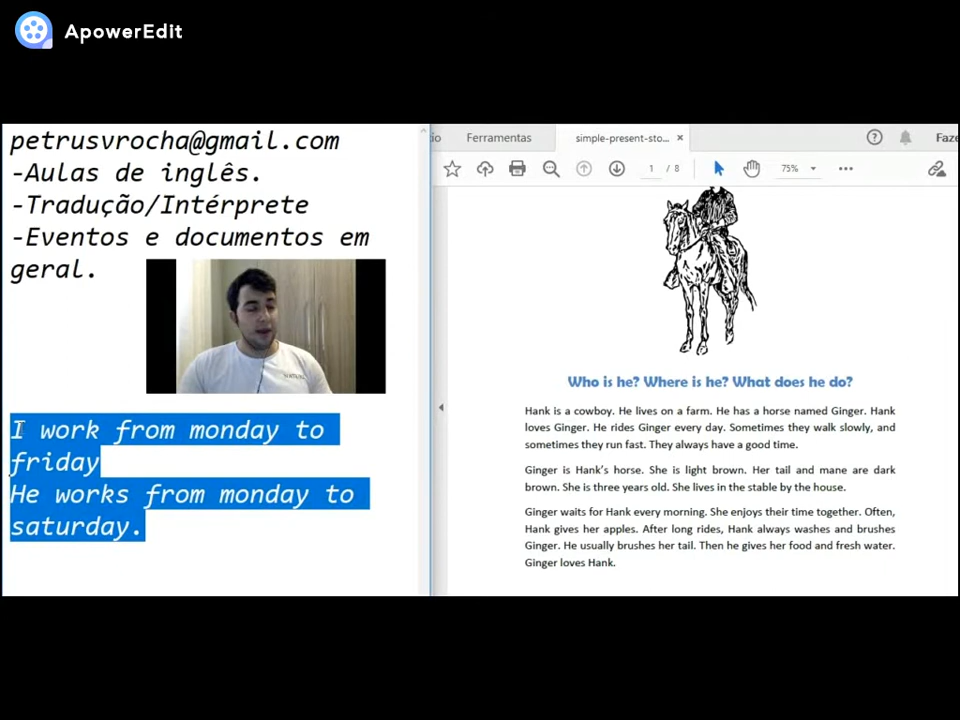 ApowerEdit
petrusvrocha@gmail.com
-Aulas de inglês.
-Tradução/Intérprete
-Eventos e documentos em
geral.
I work from monday to
friday
He works from monday to
saturday.
Ferramentas
simple-present-sto...
Faze
1 / 8
75%
Who is he? Where is he? What does he do?
Hank is a cowboy. He lives on a farm. He has a horse named Ginger. Hank
loves Ginger. He rides Ginger every day. Sometimes they walk slowly, and
sometimes they run fast. They always have a good time.
Ginger is Hank's horse. She is light brown. Her tail and mane are dark
brown. She is three years old. She lives in the stable by the house.
Ginger waits for Hank every morning. She enjoys their time together. Often,
Hank gives her apples. After long rides, Hank always washes and brushes
Ginger. He usually brushes her tail. Then he gives her food and fresh water.
Ginger loves Hank.